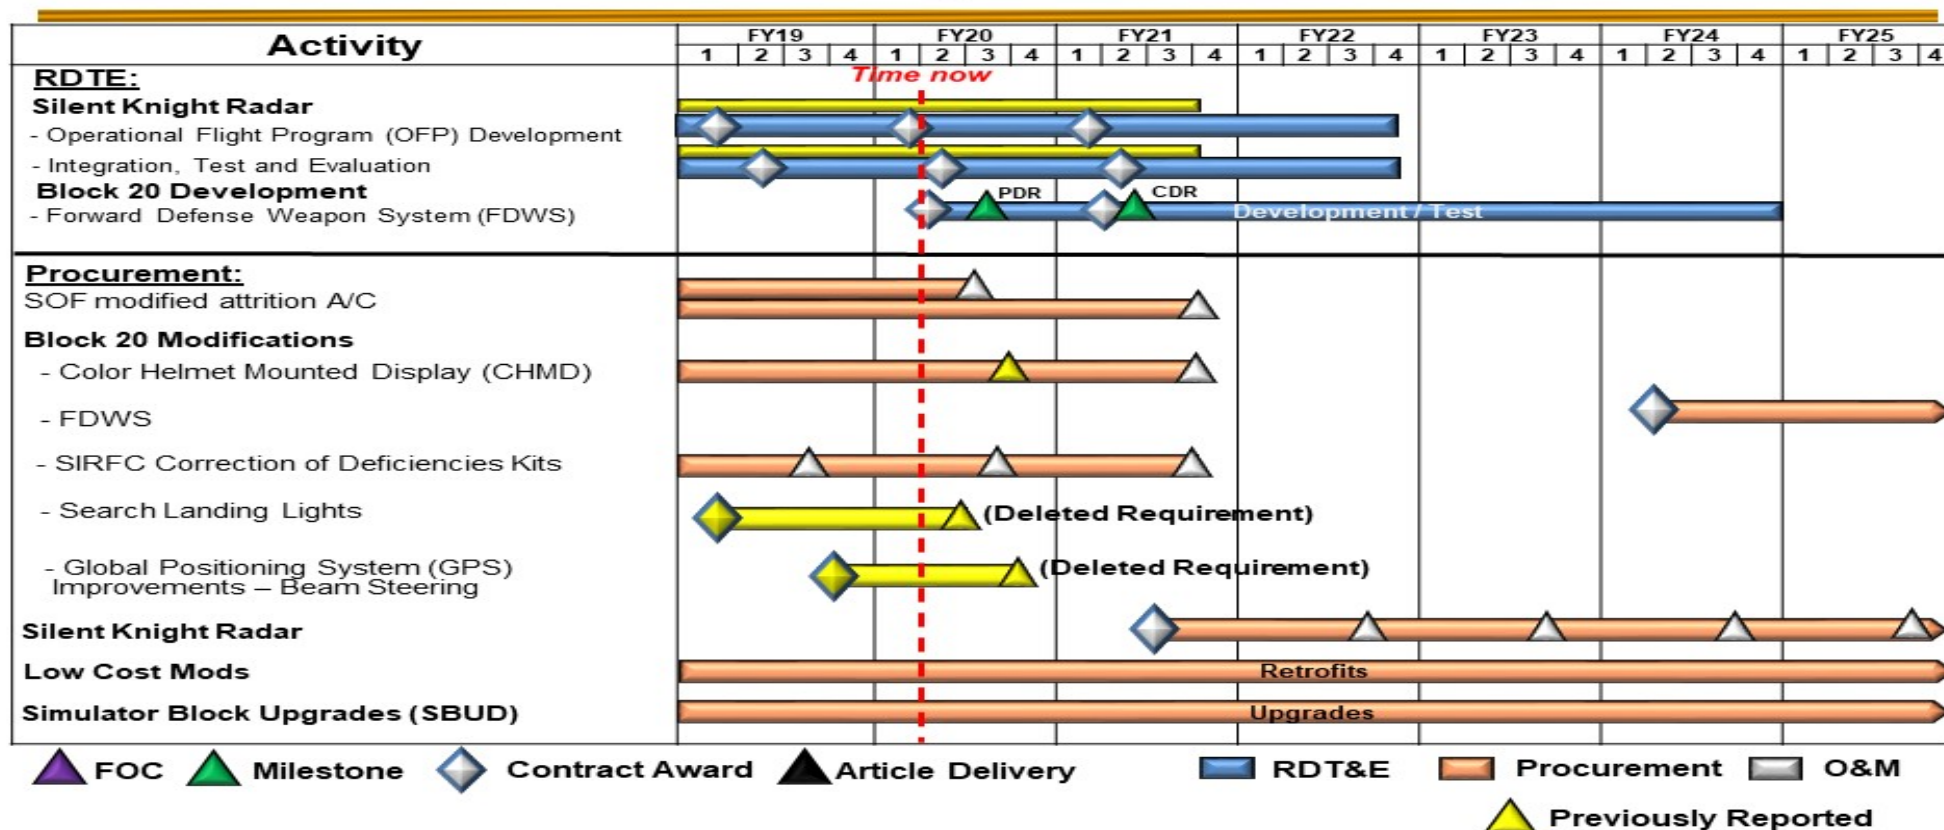 Activity
FY19 FY20 FY21 FY22 FY23 FY24 FY25
1 2 3 4 1 2 3 4 1 2 3 4 1 2 3 4 1 2 3 4 1 2 3 4 1 2 3 4
RDTE:
Time now
Silent Knight Radar
- Operational Flight Program (OFP) Development
- Integration, Test and Evaluation
Block 20 Development
PDR CDR
- Forward Defense Weapon System (FDWS)
Development / Test
Procurement:
SOF modified attrition A/C
Block 20 Modifications
- Color Helmet Mounted Display (CHMD)
- FDWS
- SIRFC Correction of Deficiencies Kits
- Search Landing Lights
(Deleted Requirement)
- Global Positioning System (GPS)
Improvements – Beam Steering
(Deleted Requirement)
Silent Knight Radar
Low Cost Mods
Retrofits
Simulator Block Upgrades (SBUD)
Upgrades
FOC Milestone Contract Award Article Delivery RDT&E Procurement O&M
Previously Reported